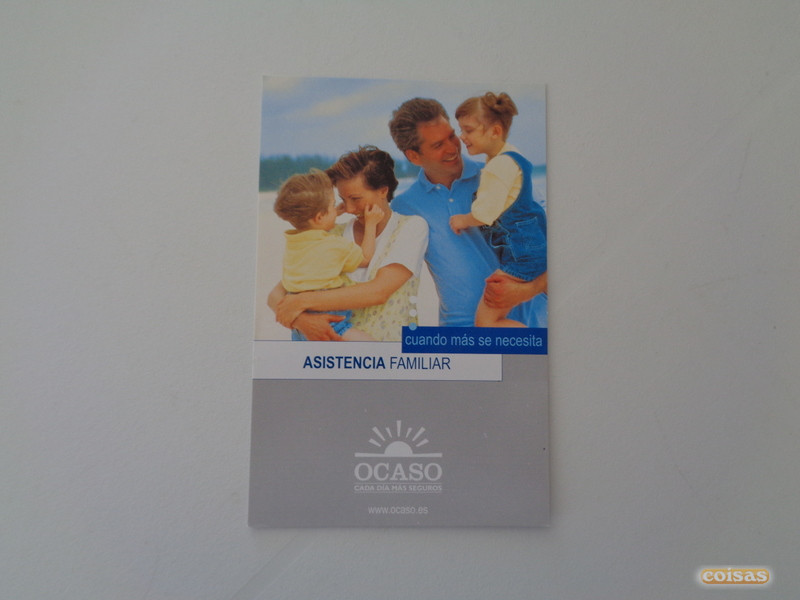 cuando más se necesita
ASISTENCIA FAMILIAR
OCASO
CADA DÍA MÁS SEGUROS
www.ocaso.es
coisas